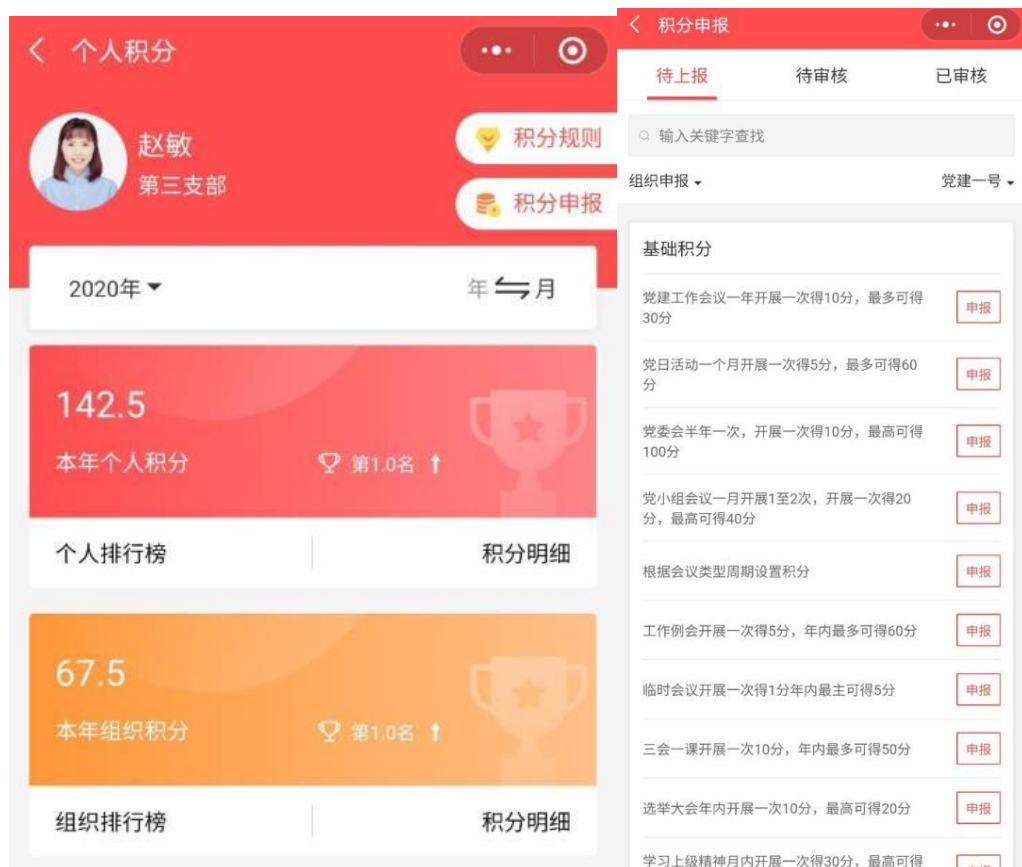 个人积分
赵敏
第三支部
积分规则
积分申报
2020年
年 月
142.5
本年个人积分
第1.0名
个人排行榜
积分明细
67.5
本年组织积分
第1.0名
组织排行榜
积分明细
积分申报
待上报
待审核
已审核
输入关键字查找
组织申报
党建一号
基础积分
党建工作会议一年开展一次得10分，最多可得
30分
申报
党日活动一个月开展一次得5分，最多可得60
分
申报
党委会半年一次，开展一次得10分，最高可得
100分
申报
党小组会议一月开展1至2次，开展一次得20
分，最高可得40分
申报
根据会议类型周期设置积分
申报
工作例会开展一次得5分，年内最多可得60分
申报
临时会议开展一次得1分年内最主可得5分
申报
三会一课开展一次10分，年内最多可得50分
申报
选举大会年内开展一次10分，最高可得20分
申报
学习上级精神月内开展一次得30分，最高可得